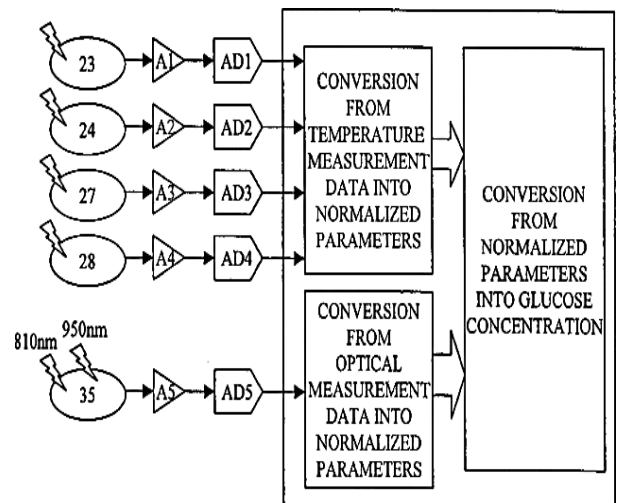 23 A1 AD1
24 A2 AD2
27 A3 AD3
28 A4 AD4
810nm 950nm
35 A5 AD5
CONVERSION
FROM
TEMPERATURE
MEASUREMENT
DATA INTO
NORMALIZED
PARAMETERS
CONVERSION
FROM
OPTICAL
MEASUREMENT
DATA INTO
NORMALIZED
PARAMETERS
CONVERSION
FROM
NORMALIZED
PARAMETERS
INTO GLUCOSE
CONCENTRATION